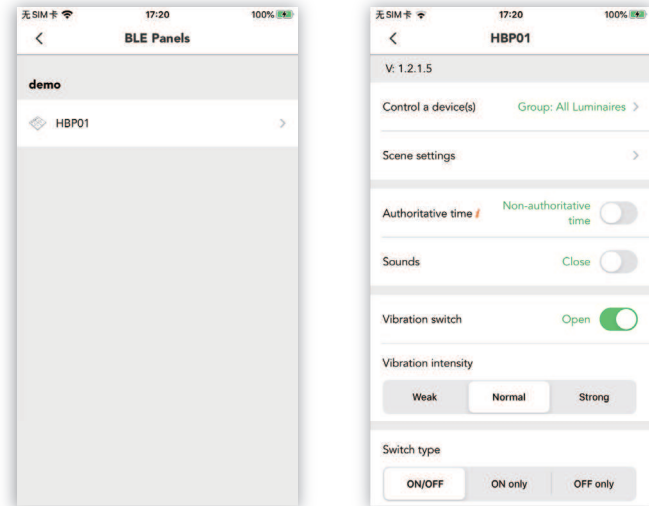 无SIM卡 17:20 100%
BLE Panels
demo
HBP01
无SIM卡 17:20 100%
HBP01
V: 1.2.1.5
Control a device(s) Group: All Luminaires
Scene settings
Authoritative time Non-authoritative
time
Sounds Close
Vibration switch Open
Vibration intensity
Weak Normal Strong
Switch type
ON/OFF ON only OFF only